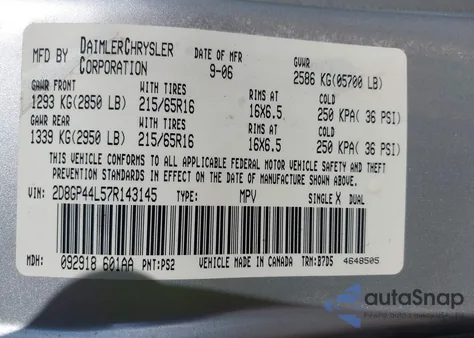 MFD BY DAIMLERCHRYSLER CORPORATION DATE OF MFR 9-06 GVWR 2586 KG(05700 LB)
GAWR FRONT WITH TIRES RIMS AT COLD
1293 KG(2850 LB) 215/65R16 16X6.5 250 KPA( 36 PSI)
GAWR REAR WITH TIRES RIMS AT COLD
1339 KG(2950 LB) 215/65R16 16X6.5 250 KPA( 36 PSI)
THIS VEHICLE CONFORMS TO ALL APPLICABLE FEDERAL MOTOR VEHICLE SAFETY AND THEFT
PREVENTION STANDARDS IN EFFECT ON THE DATE OF MANUFACTURE SHOWN ABOVE.
VIN: 2D8GP44L57R143145 TYPE: MPV SINGLE X DUAL
MDH: 092918 601AA PNT:PS2 VEHICLE MADE IN CANADA TRM:B7D5 4648505
autoSnap